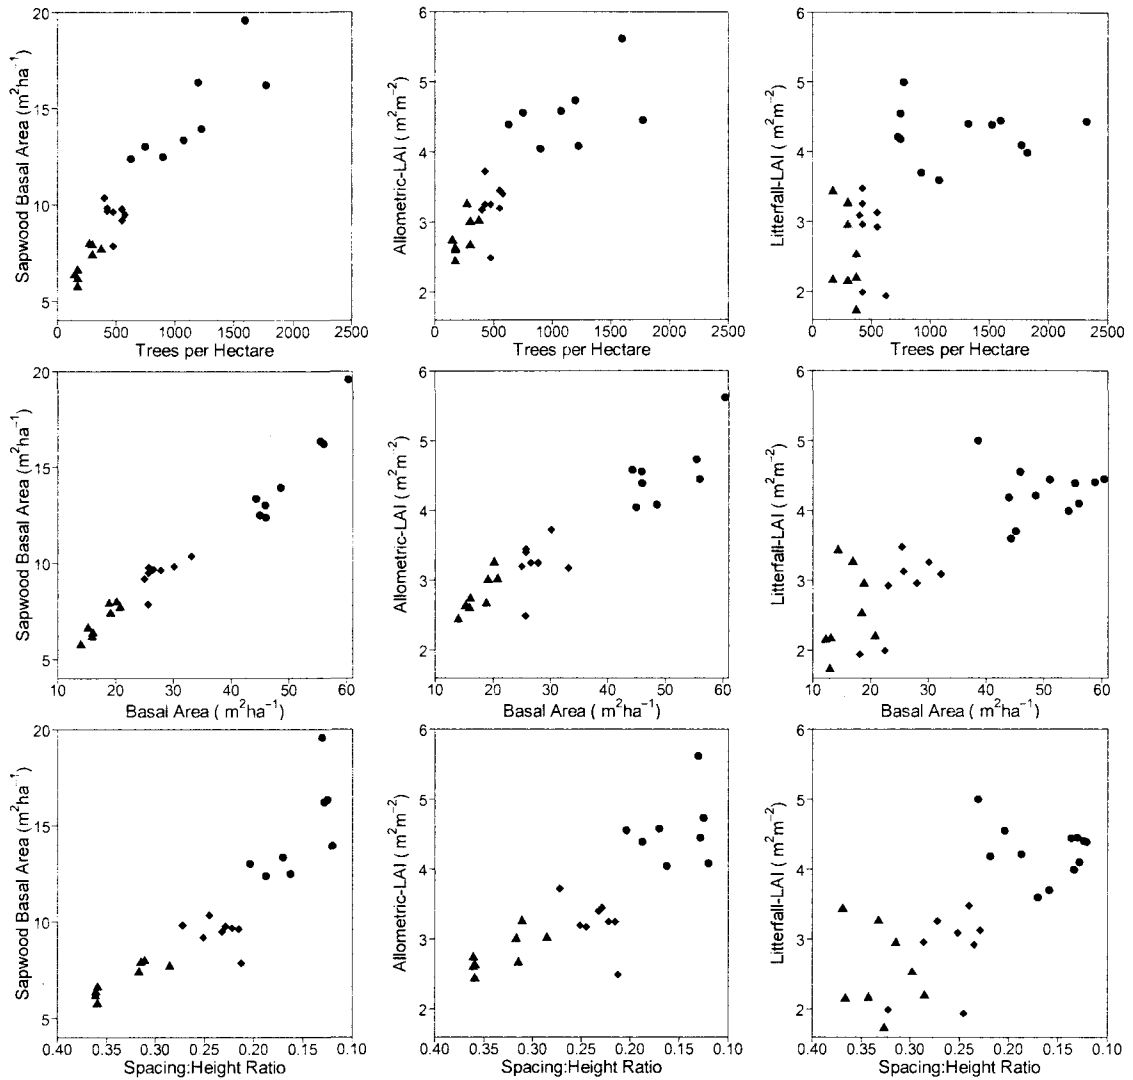 20
15
10
5
Sapwood Basal Area (m²ha⁻¹)
0 500 1000 1500 2000 2500
Trees per Hectare
6
5
4
3
2
Allometric-LAI ( m²m⁻²)
0 500 1000 1500 2000 2500
Trees per Hectare
6
5
4
3
2
Litterfall-LAI ( m²m⁻²)
0 500 1000 1500 2000 2500
Trees per Hectare
20
15
10
5
Sapwood Basal Area (m²ha⁻¹)
10 20 30 40 50 60
Basal Area ( m²ha⁻¹)
6
5
4
3
2
Allometric-LAI ( m²m⁻²)
10 20 30 40 50 60
Basal Area ( m²ha⁻¹)
6
5
4
3
2
Litterfall-LAI ( m²m⁻²)
10 20 30 40 50 60
Basal Area ( m²ha⁻¹)
20
15
10
5
Sapwood Basal Area (m²ha⁻¹)
0.40 0.35 0.30 0.25 0.20 0.15 0.10
Spacing:Height Ratio
6
5
4
3
2
Allometric-LAI ( m²m⁻²)
0.40 0.35 0.30 0.25 0.20 0.15 0.10
Spacing:Height Ratio
6
5
4
3
2
Litterfall-LAI ( m²m⁻²)
0.40 0.35 0.30 0.25 0.20 0.15 0.10
Spacing:Height Ratio